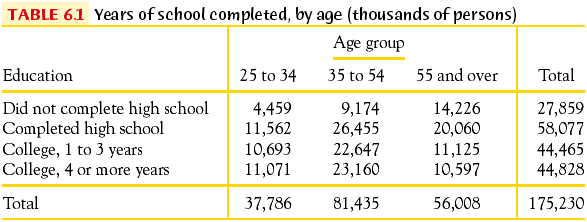 TABLE 6.1 Years of school completed, by age (thousands of persons)
Age group
Education 25 to 34 35 to 54 55 and over Total
Did not complete high school 4,459 9,174 14,226 27,859
Completed high school 11,562 26,455 20,060 58,077
College, 1 to 3 years 10,693 22,647 11,125 44,465
College, 4 or more years 11,071 23,160 10,597 44,828
Total 37,786 81,435 56,008 175,230